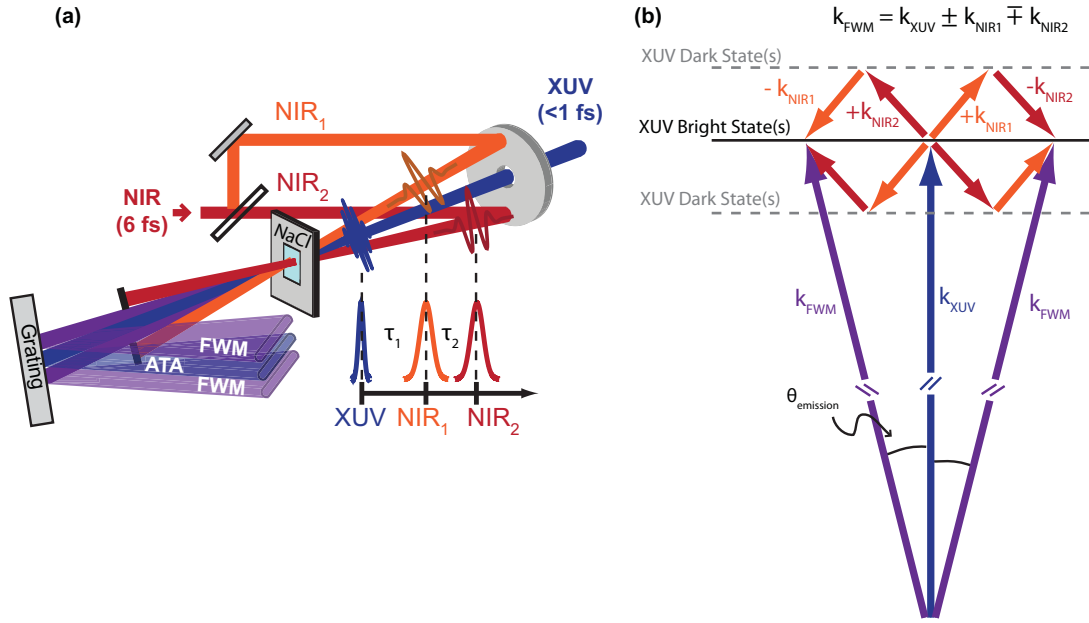 (a)
NIR₁
XUV
(<1 fs)
NIR
(6 fs)
NIR₂
NaCl
Grating
FWM
ATA
FWM
τ₁
τ₂
XUV
NIR₁
NIR₂
(b)
k_FWM = k_XUV ± k_NIR1 ∓ k_NIR2
XUV Dark State(s)
- k_NIR1
+k_NIR2
+k_NIR1
-k_NIR2
XUV Bright State(s)
XUV Dark State(s)
k_FWM
k_XUV
k_FWM
θ_emission